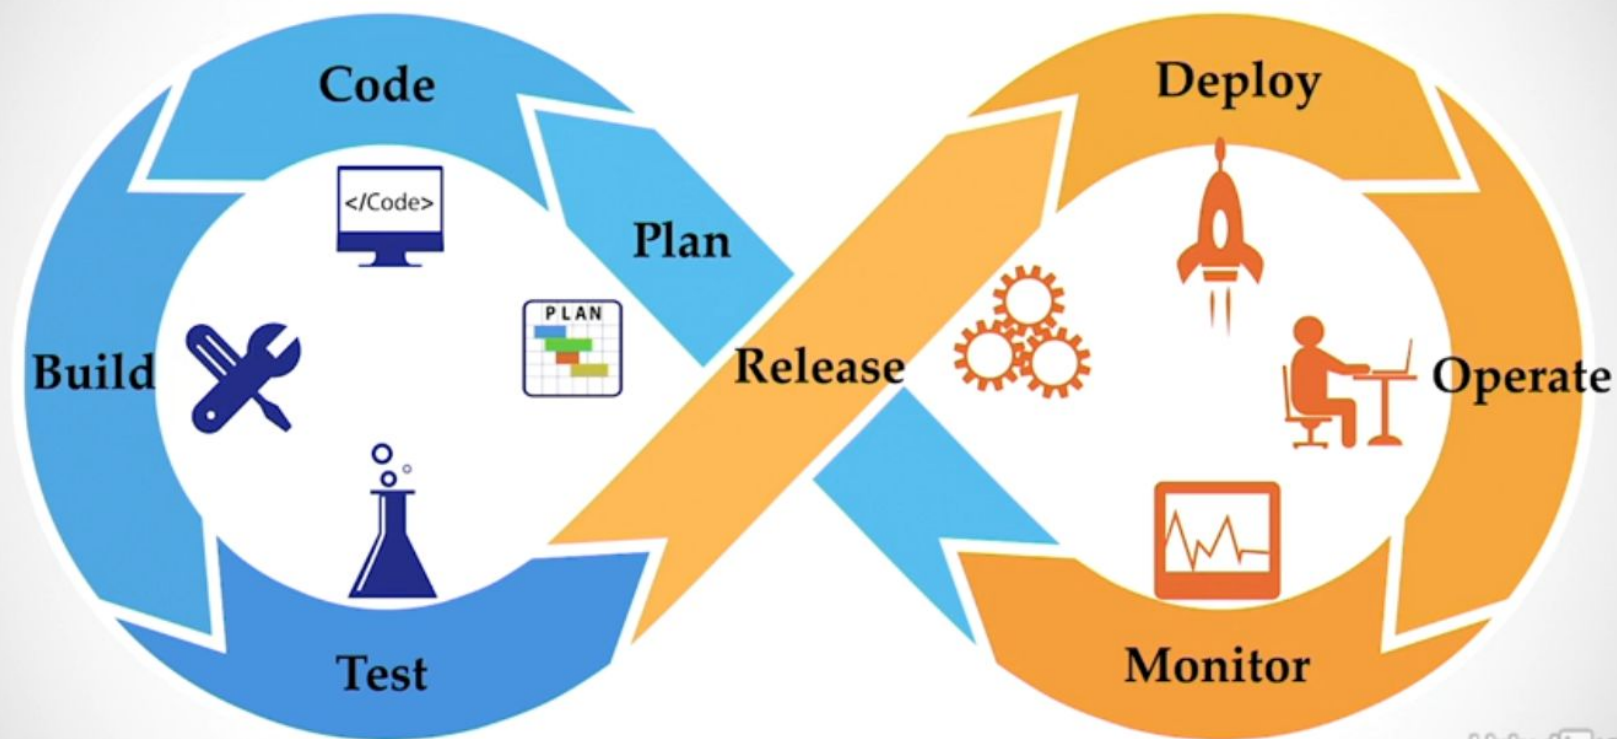 Code
Deploy
</Code>
Plan
PLAN
Build
Release
Operate
Test
Monitor